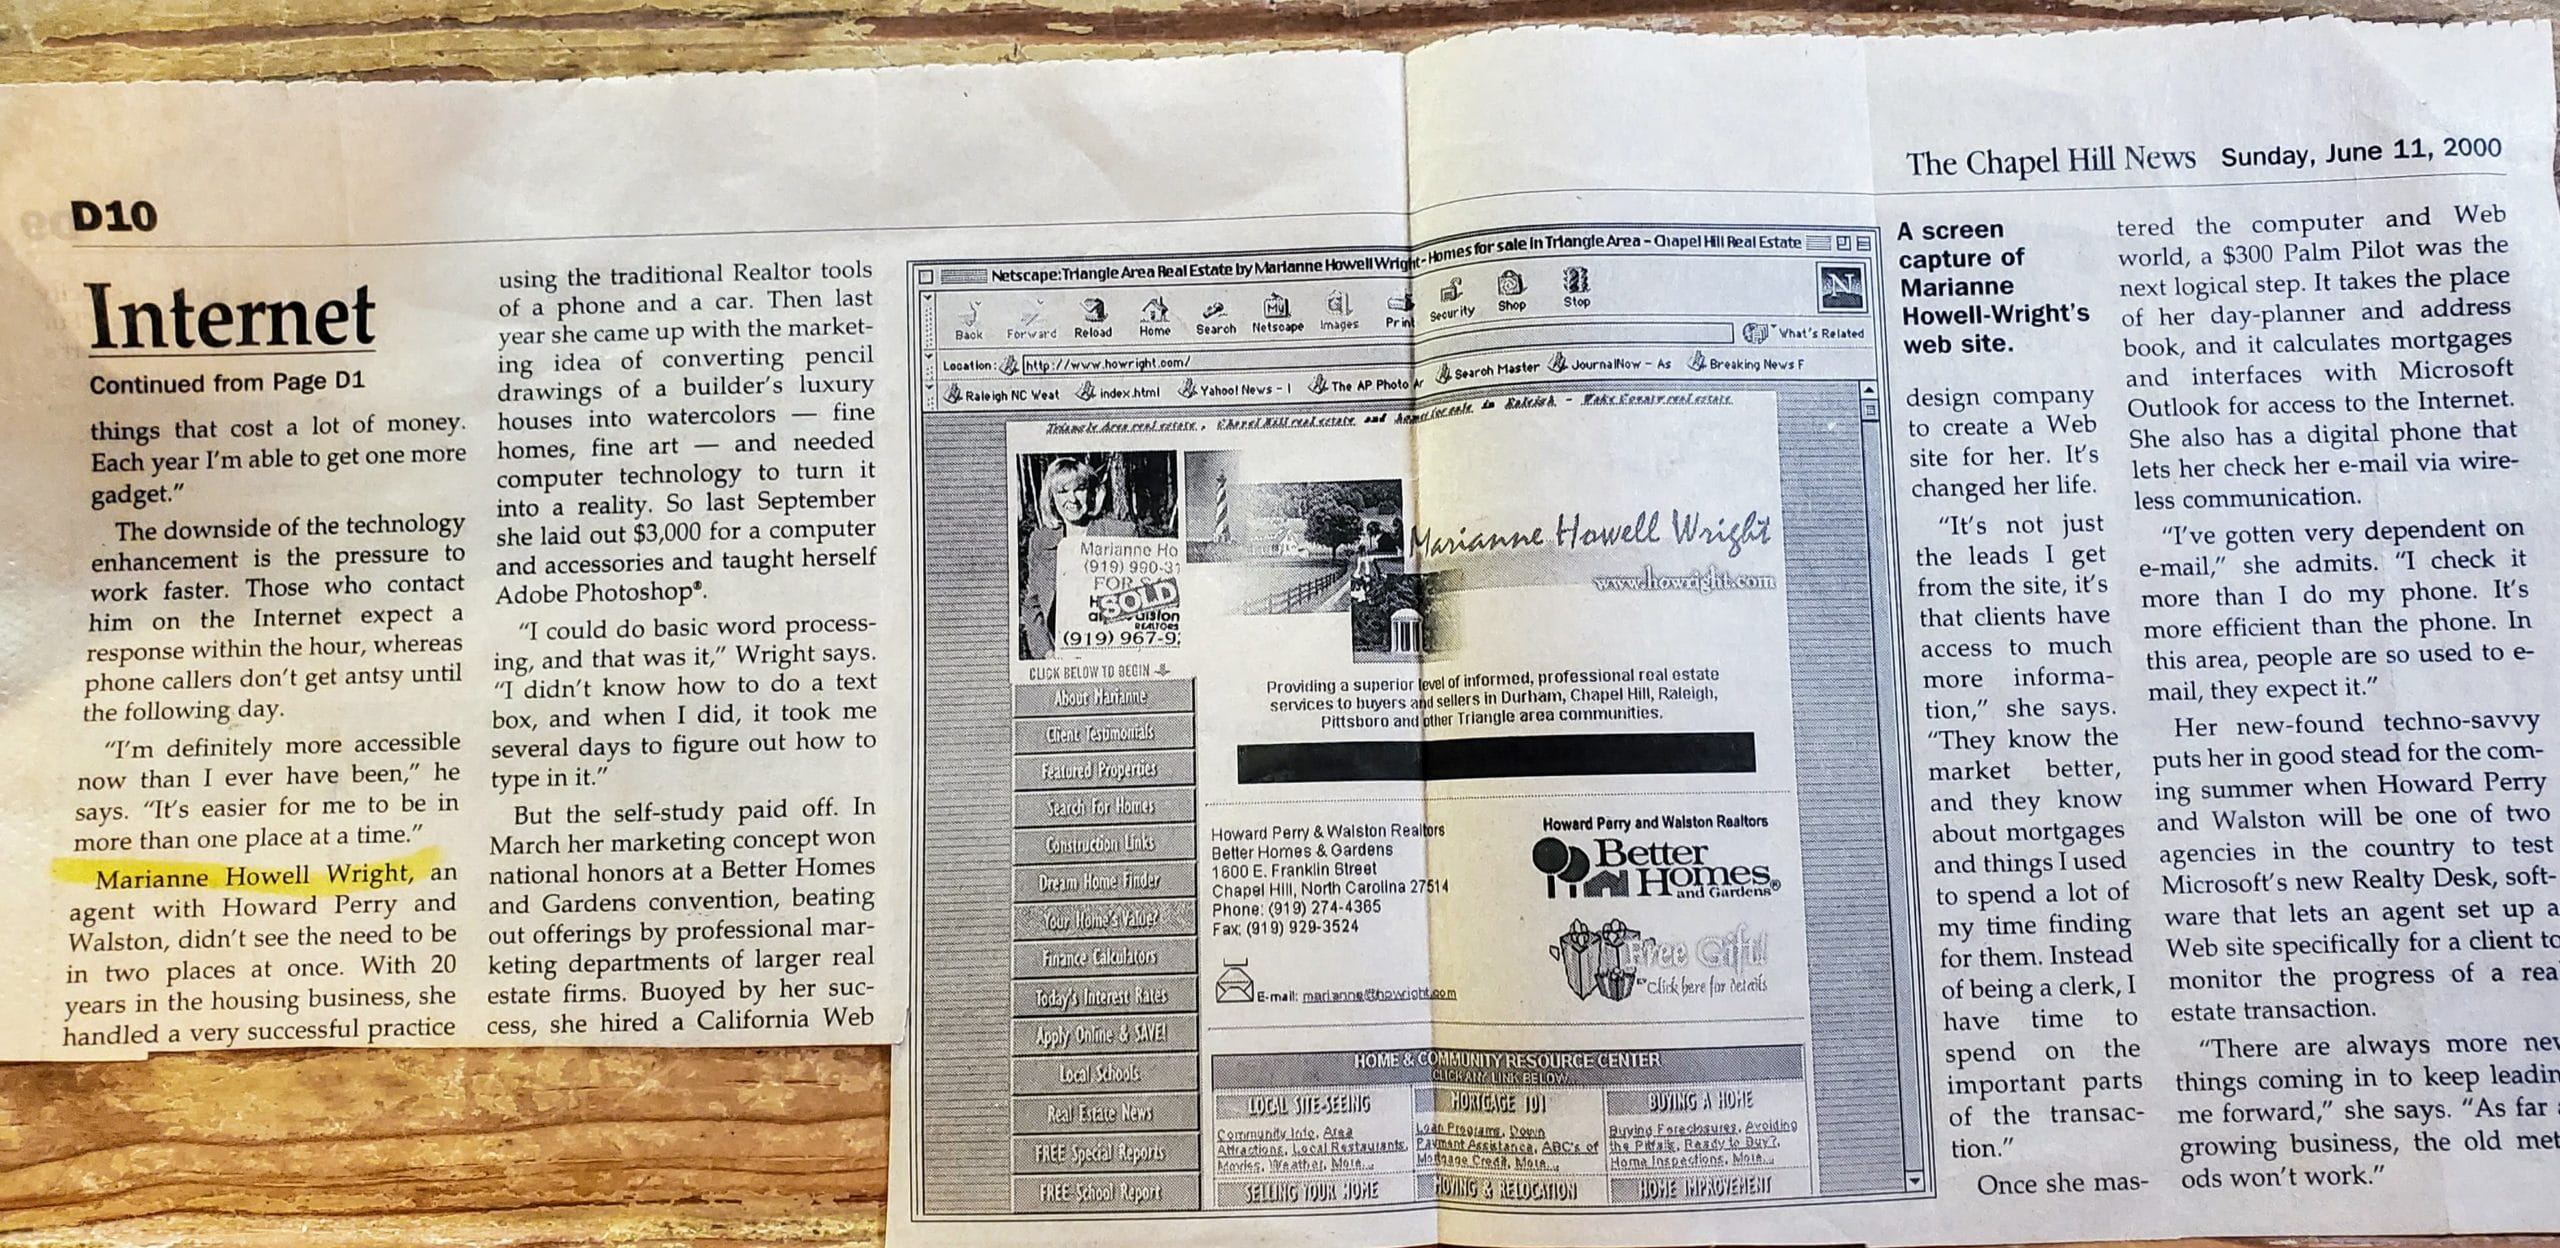 The Chapel Hill News Sunday, June 11, 2000
D10
Internet
Continued from Page D1
things that cost a lot of money.
Each year I'm able to get one more
gadget."
The downside of the technology
enhancement is the pressure to
work faster. Those who contact
him on the Internet expect a
response within the hour, whereas
phone callers don't get antsy until
the following day.
"I'm definitely more accessible
now than I ever have been," he
says. "It's easier for me to be in
more than one place at a time."
Marianne Howell Wright, an
agent with Howard Perry and
Walston, didn't see the need to be
in two places at once. With 20
years in the housing business, she
handled a very successful practice
using the traditional Realtor tools
of a phone and a car. Then last
year she came up with the market-
ing idea of converting pencil
drawings of a builder's luxury
houses into watercolors — fine
homes, fine art — and needed
computer technology to turn it
into a reality. So last September
she laid out $3,000 for a computer
and accessories and taught herself
Adobe Photoshop®.
"I could do basic word process-
ing, and that was it," Wright says.
"I didn't know how to do a text
box, and when I did, it took me
several days to figure out how to
type in it."
But the self-study paid off. In
March her marketing concept won
national honors at a Better Homes
and Gardens convention, beating
out offerings by professional mar-
keting departments of larger real
estate firms. Buoyed by her suc-
cess, she hired a California Web
Netscape: Triangle Area Real Estate by Marianne Howell Wright - Homes for sale in Triangle Area - Chapel Hill Real Estate
Back Forward Reload Home Search Netscape Images Print Security Shop Stop
My
N
Location: http://www.howright.com/ What's Related
Raleigh NC Weat index.html Yahoo! News - I The AP Photo Ar Search Master JournalNow - As Breaking News F
Triangle Area real estate, Chapel Hill real estate and homes for sale in Raleigh - Wake County real estate
Marianne Ho
(919) 990-31
FOR
SOLD
REALTORS
(919) 967-9
Marianne Howell Wright
www.howright.com
CLICK BELOW TO BEGIN
About Marianne
Client Testimonials
Featured Properties
Search For Homes
Construction Links
Dream Home Finder
Your Home's Value?
Finance Calculators
Today's Interest Rates
Apply Online & SAVE!
Local Schools
Real Estate News
FREE Special Reports
FREE School Report
Providing a superior level of informed, professional real estate
services to buyers and sellers in Durham, Chapel Hill, Raleigh,
Pittsboro and other Triangle area communities.
Howard Perry & Walston Realtors
Better Homes & Gardens
1600 E. Franklin Street
Chapel Hill, North Carolina 27514
Phone: (919) 274-4365
Fax: (919) 929-3524
E-mail: marianne@howright.com
Howard Perry and Walston Realtors
Better
Homes
and Gardens®
Free Gift!
Click here for details
HOME & COMMUNITY RESOURCE CENTER
CLICK ANY LINK BELOW
LOCAL SITE-SEEING
Community Info, Area
Attractions, Local Restaurants,
Movies, Weather, More...
MORTGAGE 101
Loan Programs, Down
Payment Assistance, ABC's of
Mortgage Credit, More...
BUYING A HOME
Buying Foreclosures, Avoiding
the Pitfalls, Ready to Buy?,
Home Inspections, More...
SELLING YOUR HOME
MOVING & RELOCATION
HOME IMPROVEMENT
A screen
capture of
Marianne
Howell-Wright's
web site.
design company
to create a Web
site for her. It's
changed her life.
"It's not just
the leads I get
from the site, it's
that clients have
access to much
more informa-
tion," she says.
"They know the
market better,
and they know
about mortgages
and things I used
to spend a lot of
my time finding
for them. Instead
of being a clerk, I
have time to
spend on the
important parts
of the transac-
tion."
Once she mas-
tered the computer and Web
world, a $300 Palm Pilot was the
next logical step. It takes the place
of her day-planner and address
book, and it calculates mortgages
and interfaces with Microsoft
Outlook for access to the Internet.
She also has a digital phone that
lets her check her e-mail via wire-
less communication.
"I've gotten very dependent on
e-mail," she admits. "I check it
more than I do my phone. It's
more efficient than the phone. In
this area, people are so used to e-
mail, they expect it."
Her new-found techno-savvy
puts her in good stead for the com-
ing summer when Howard Perry
and Walston will be one of two
agencies in the country to test
Microsoft's new Realty Desk, soft-
ware that lets an agent set up a
Web site specifically for a client to
monitor the progress of a rea
estate transaction.
"There are always more new
things coming in to keep leadin
me forward," she says. "As far a
growing business, the old met
ods won't work."